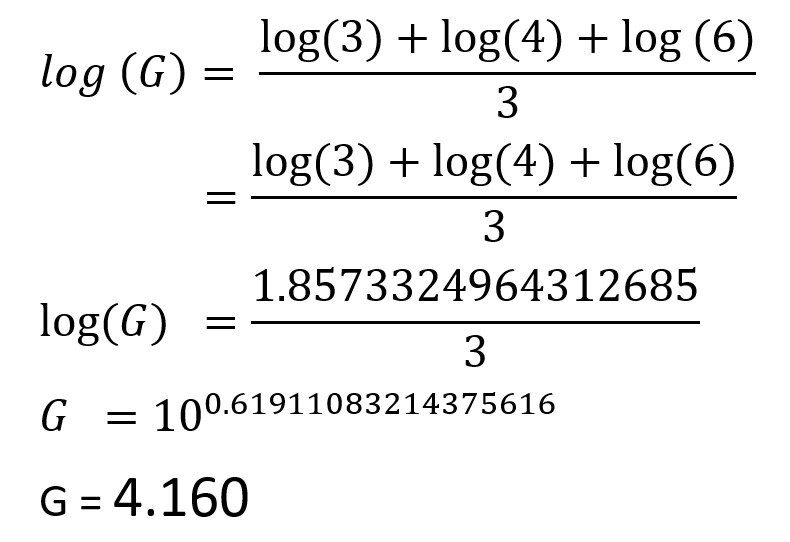 log (G) = log(3) + log(4) + log (6) / 3
= log(3) + log(4) + log(6) / 3
log(G) = 1.8573324964312685 / 3
G = 10^0.61911083214375616
G = 4.160